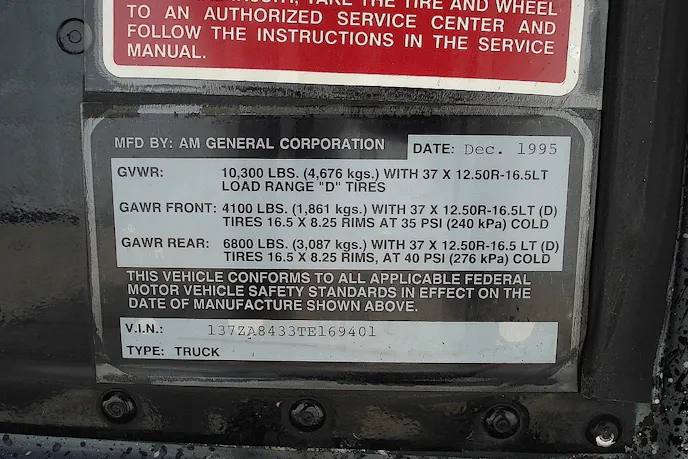 TAKE THE TIRE AND WHEEL
TO AN AUTHORIZED SERVICE CENTER AND
FOLLOW THE INSTRUCTIONS IN THE SERVICE
MANUAL.
MFD BY: AM GENERAL CORPORATION DATE: Dec. 1995
GVWR: 10,300 LBS. (4,676 kgs.) WITH 37 X 12.50R-16.5LT
LOAD RANGE "D" TIRES
GAWR FRONT: 4100 LBS. (1,861 kgs.) WITH 37 X 12.50R-16.5LT (D)
TIRES 16.5 X 8.25 RIMS AT 35 PSI (240 kPa) COLD
GAWR REAR: 6800 LBS. (3,087 kgs.) WITH 37 X 12.50R-16.5 LT (D)
TIRES 16.5 X 8.25 RIMS, AT 40 PSI (276 kPa) COLD
THIS VEHICLE CONFORMS TO ALL APPLICABLE FEDERAL
MOTOR VEHICLE SAFETY STANDARDS IN EFFECT ON THE
DATE OF MANUFACTURE SHOWN ABOVE.
V.I.N.: 137ZA8433TE169401
TYPE: TRUCK